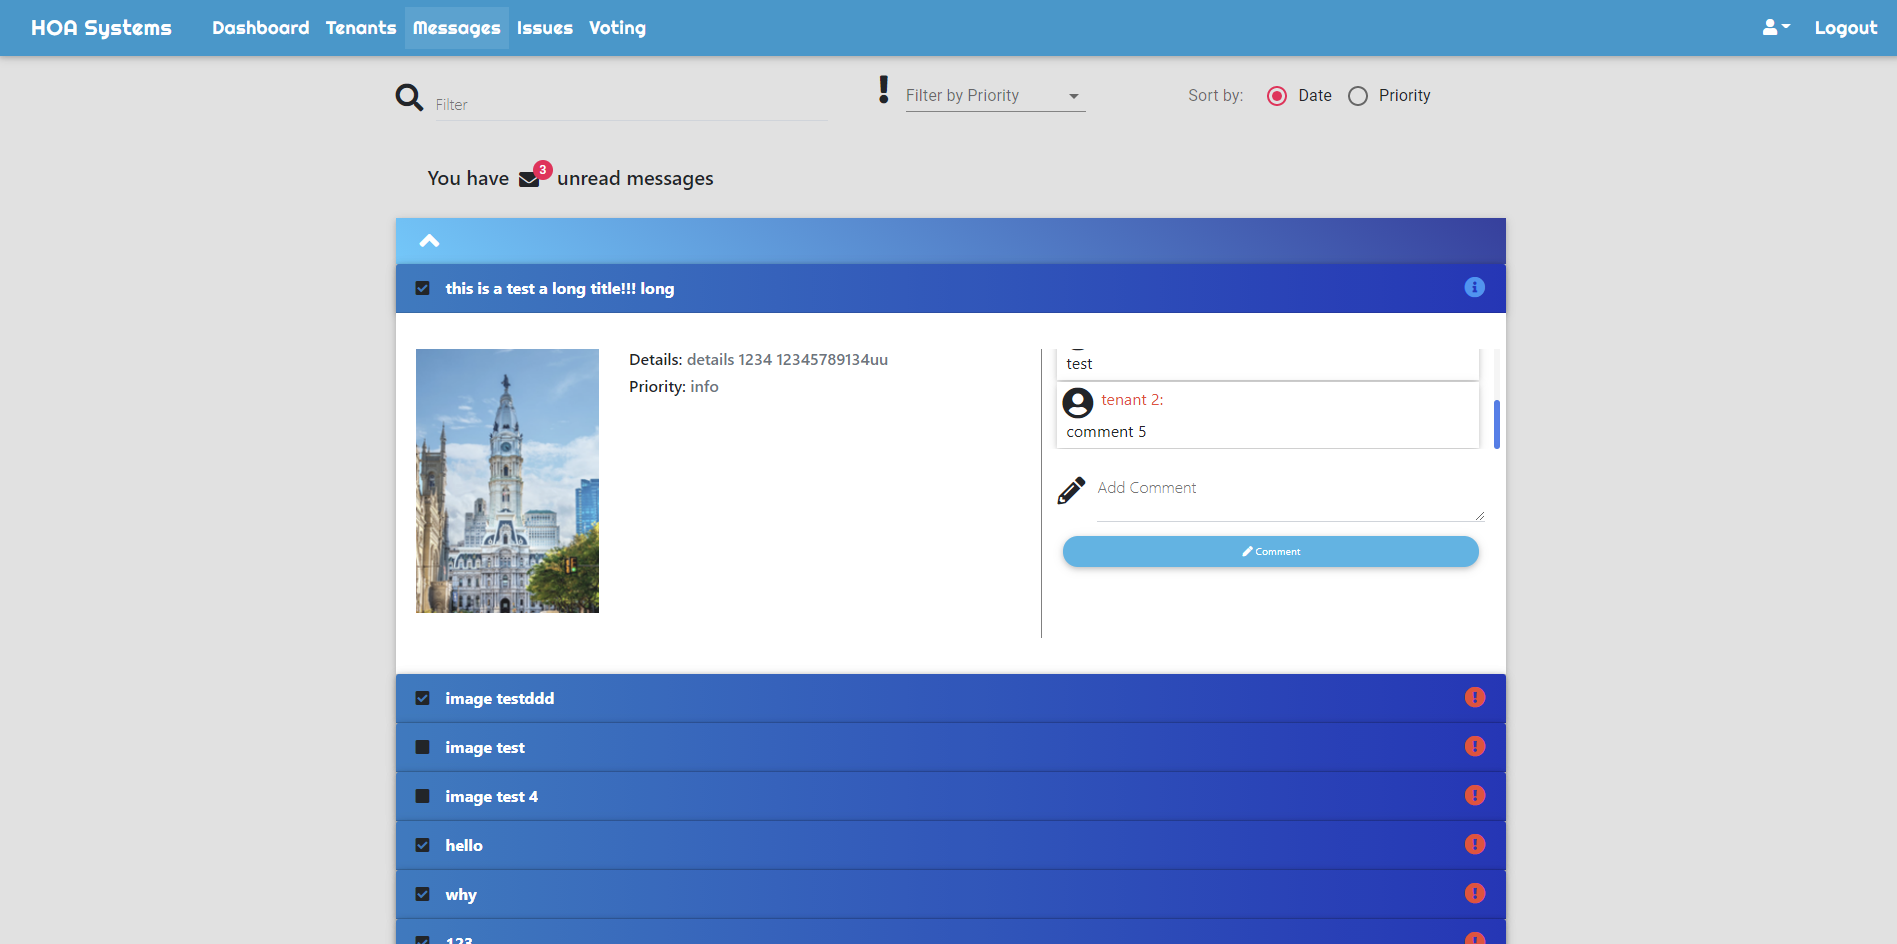 HOA Systems Dashboard Tenants Messages Issues Voting Logout
Filter
Filter by Priority
Sort by: Date Priority
You have 3 unread messages
this is a test a long title!!! long
Details: details 1234 12345789134uu
Priority: info
test
tenant 2:
comment 5
Add Comment
Comment
image testddd
image test
image test 4
hello
why
123